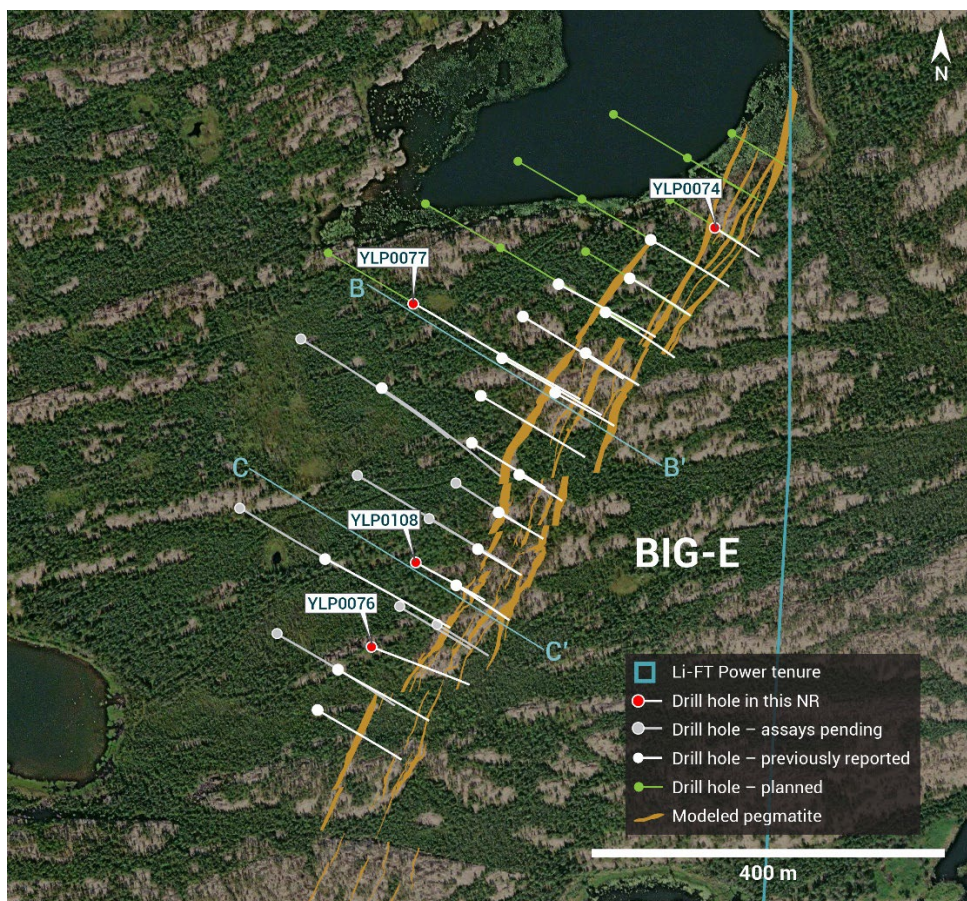 N
YLP0074
YLP0077
B
B'
C
YLP0108
BIG-E
YLP0076
C'
Li-FT Power tenure
Drill hole in this NR
Drill hole – assays pending
Drill hole – previously reported
Drill hole – planned
Modeled pegmatite
400 m